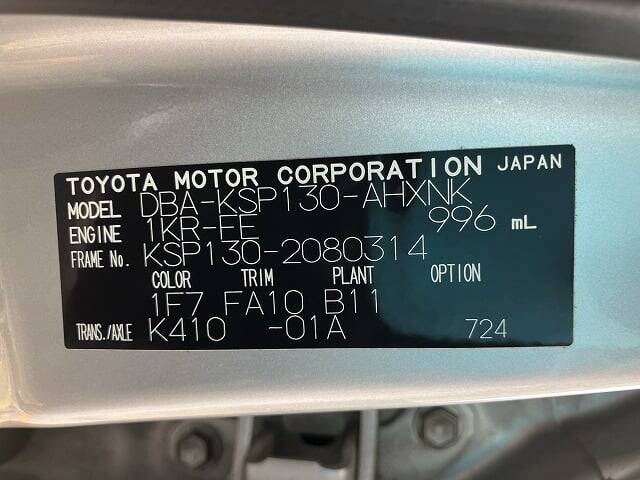 TOYOTA MOTOR CORPORATION JAPAN
MODEL DBA-KSP130-AHXNK
ENGINE 1KR-FE 996 mL
FRAME No. KSP130-2080314
COLOR TRIM PLANT OPTION
1F7 FA10 B11
TRANS./AXLE K410 -01A 724